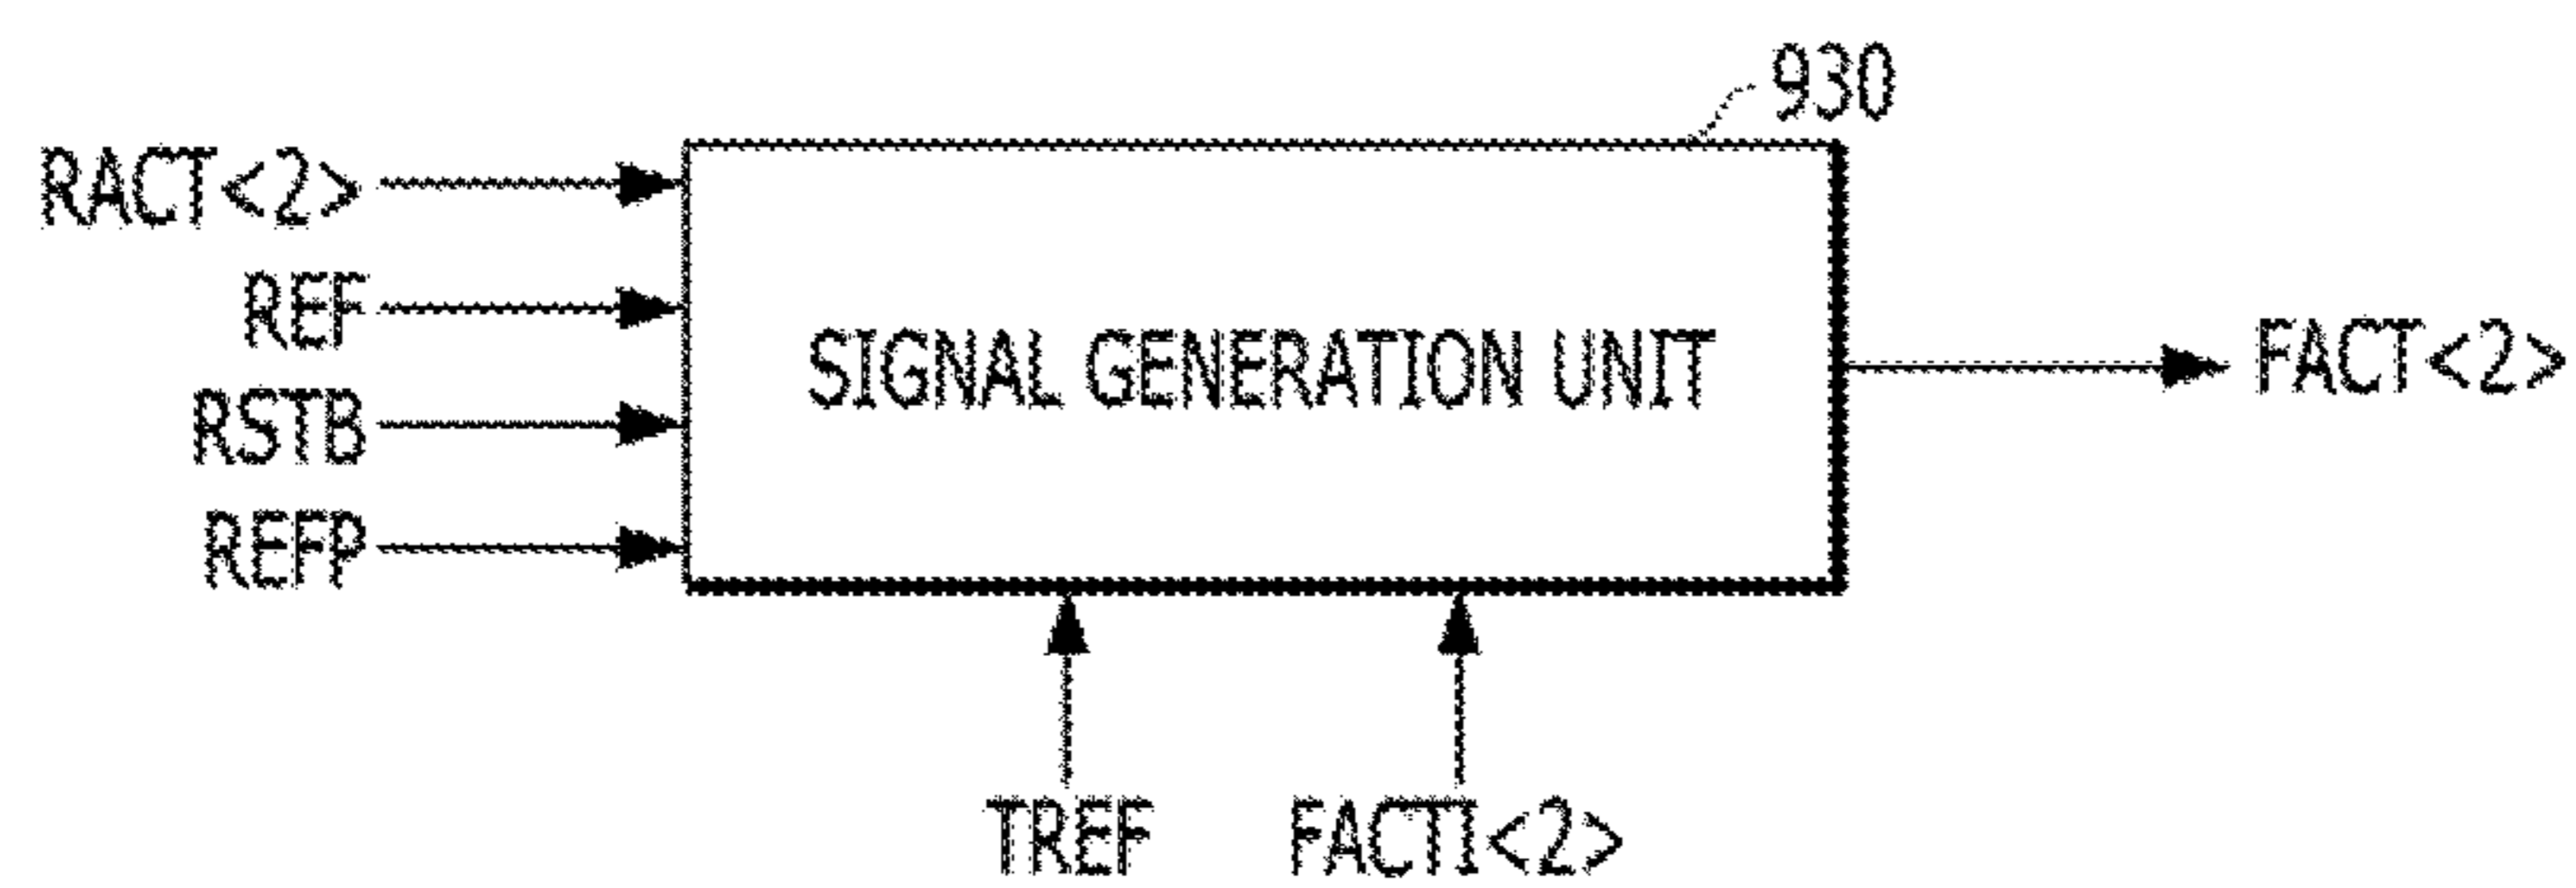 930
RACT<2>
REF
SIGNAL GENERATION UNIT
FACT<2>
RSTB
REFP
TREF
FACTI<2>